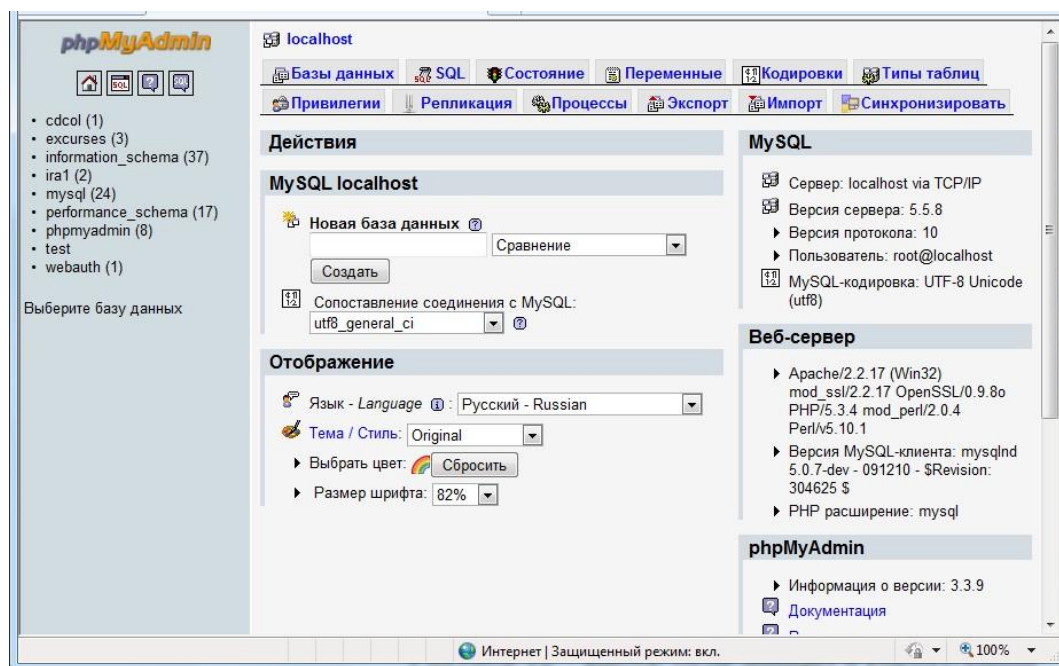 phpMyAdmin
SQL
cdcol (1)
excurses (3)
information_schema (37)
ira1 (2)
mysql (24)
performance_schema (17)
phpmyadmin (8)
test
webauth (1)
Выберите базу данных
localhost
Базы данных SQL Состояние Переменные Кодировки Типы таблиц
Привилегии Репликация Процессы Экспорт Импорт Синхронизировать
Действия
MySQL localhost
Новая база данных
Сравнение
Создать
Сопоставление соединения с MySQL:
utf8_general_ci
Отображение
Язык - Language : Русский - Russian
Тема / Стиль: Original
Выбрать цвет: Сбросить
Размер шрифта: 82%
MySQL
Сервер: localhost via TCP/IP
Версия сервера: 5.5.8
Версия протокола: 10
Пользователь: root@localhost
MySQL-кодировка: UTF-8 Unicode
(utf8)
Веб-сервер
Apache/2.2.17 (Win32)
mod_ssl/2.2.17 OpenSSL/0.9.8o
PHP/5.3.4 mod_perl/2.0.4
Perl/v5.10.1
Версия MySQL-клиента: mysqlnd
5.0.7-dev - 091210 - $Revision:
304625 $
PHP расширение: mysql
phpMyAdmin
Информация о версии: 3.3.9
Документация
Интернет | Защищенный режим: вкл.
100%